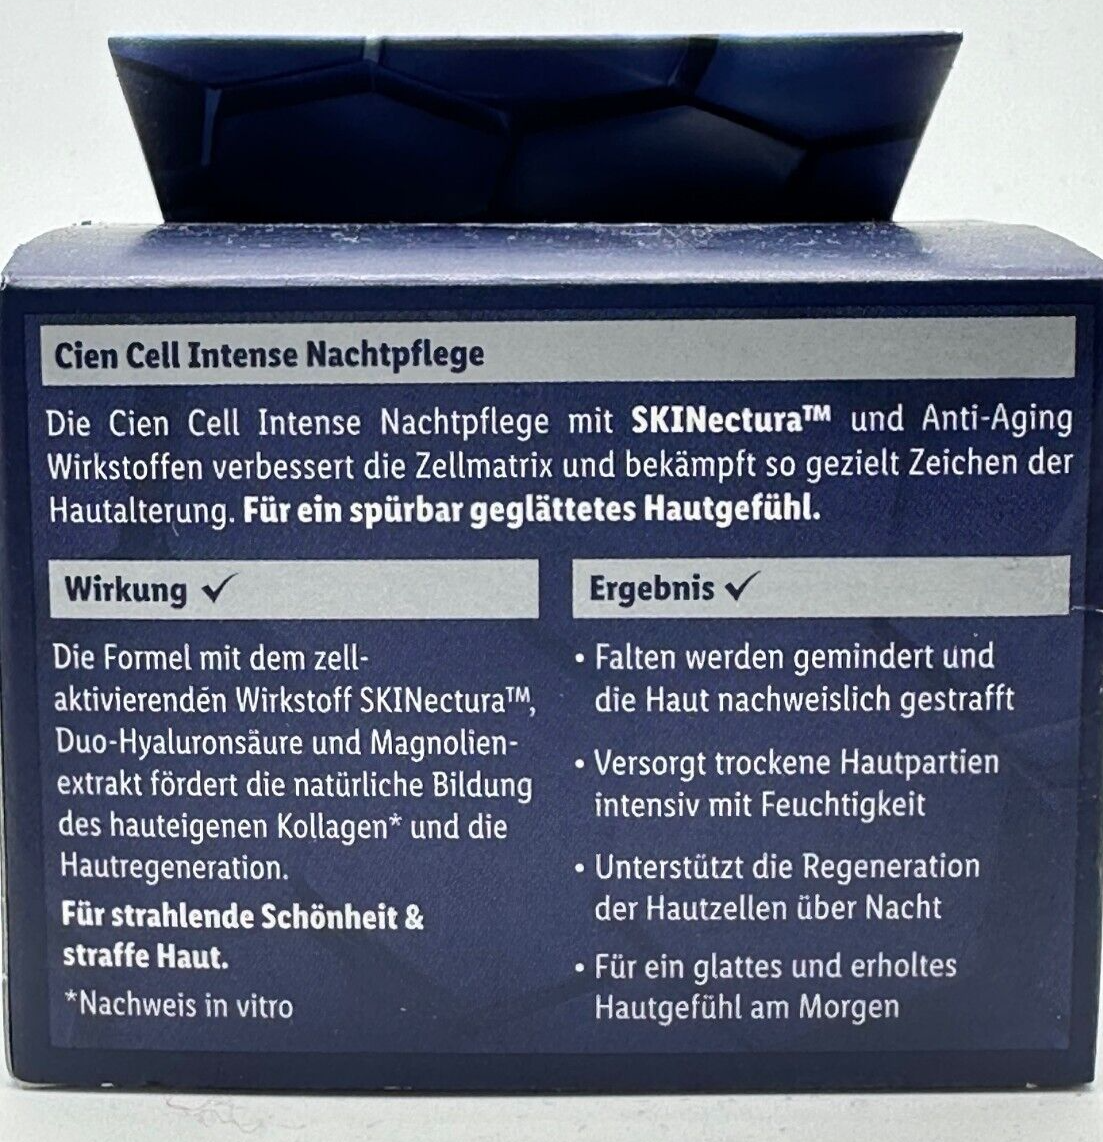 Cien Cell Intense Nachtpflege
Die Cien Cell Intense Nachtpflege mit SKINectura™ und Anti-Aging
Wirkstoffen verbessert die Zellmatrix und bekämpft so gezielt Zeichen der
Hautalterung. Für ein spürbar geglättetes Hautgefühl.
Wirkung ✓
Die Formel mit dem zell-
aktivierenden Wirkstoff SKINectura™,
Duo-Hyaluronsäure und Magnolien-
extrakt fördert die natürliche Bildung
des hauteigenen Kollagen* und die
Hautregeneration.
Für strahlende Schönheit &
straffe Haut.
*Nachweis in vitro
Ergebnis ✓
• Falten werden gemindert und
die Haut nachweislich gestrafft
• Versorgt trockene Hautpartien
intensiv mit Feuchtigkeit
• Unterstützt die Regeneration
der Hautzellen über Nacht
• Für ein glattes und erholtes
Hautgefühl am Morgen